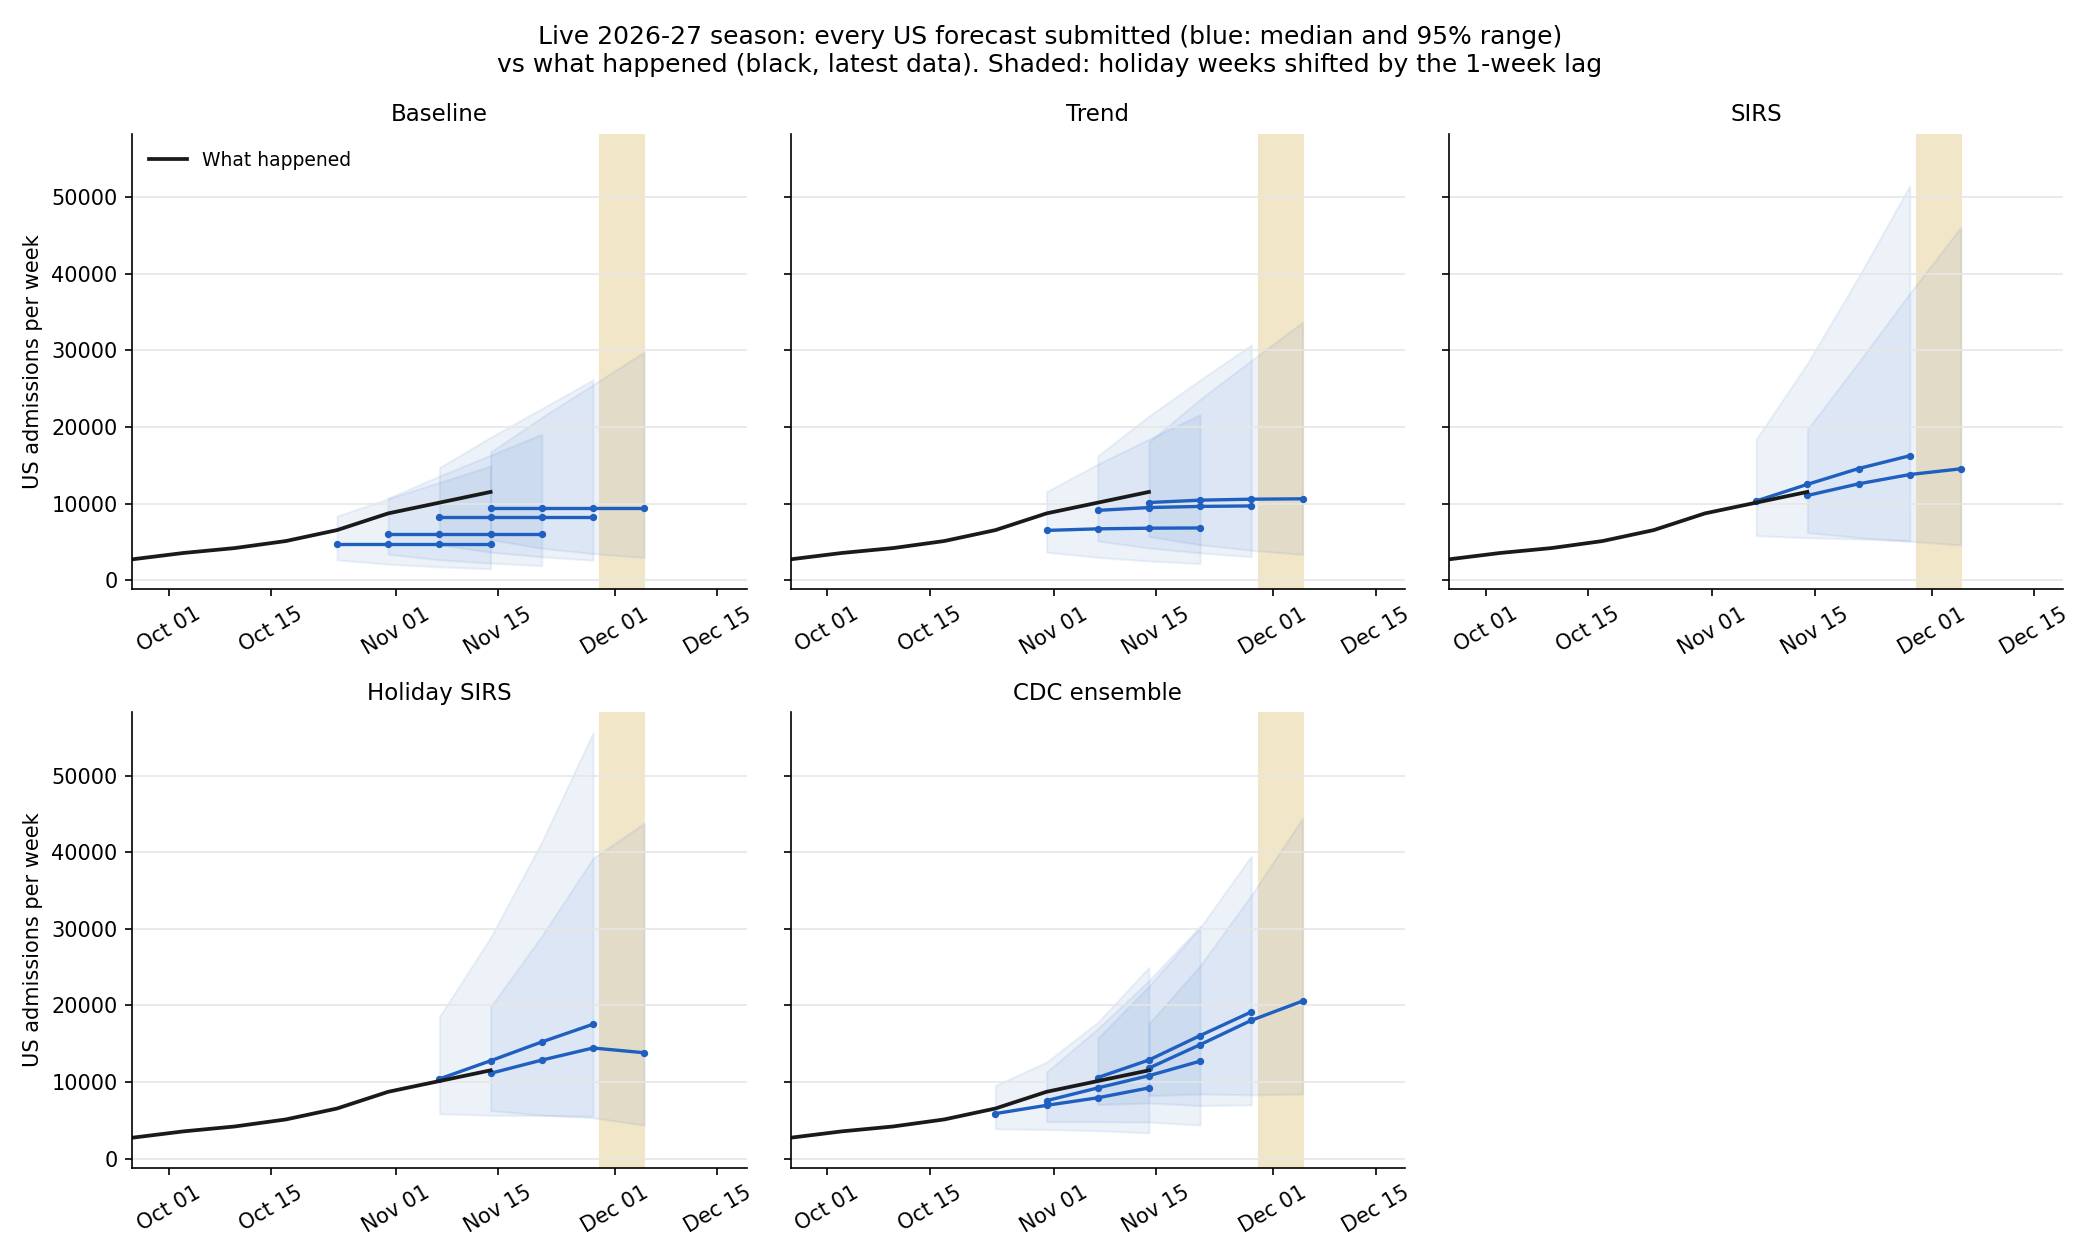 Live 2026-27 season: every US forecast submitted (blue: median and 95% range)
vs what happened (black, latest data). Shaded: holiday weeks shifted by the 1-week lag
Baseline
Trend
SIRS
What happened
US admissions per week
50000
40000
30000
20000
10000
0
Oct 01
Oct 15
Nov 01
Nov 15
Dec 01
Dec 15
Oct 01
Oct 15
Nov 01
Nov 15
Dec 01
Dec 15
Oct 01
Oct 15
Nov 01
Nov 15
Dec 01
Dec 15
Holiday SIRS
CDC ensemble
US admissions per week
50000
40000
30000
20000
10000
0
Oct 01
Oct 15
Nov 01
Nov 15
Dec 01
Dec 15
Oct 01
Oct 15
Nov 01
Nov 15
Dec 01
Dec 15